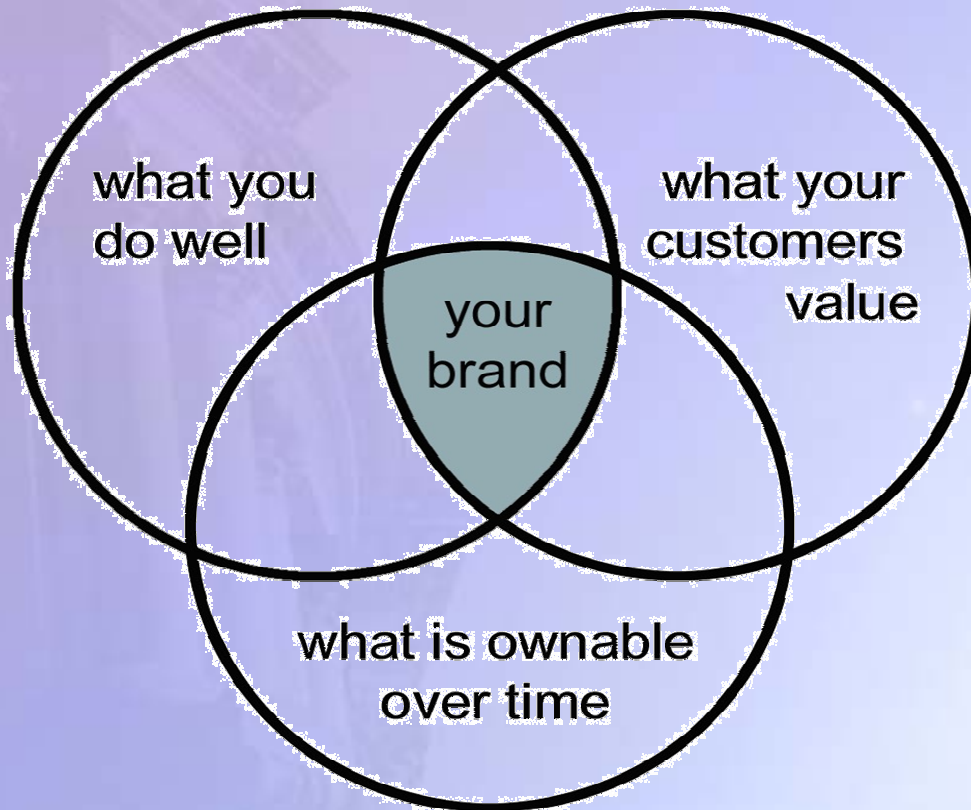 what you
do well
what your
customers
value
your
brand
what is ownable
over time